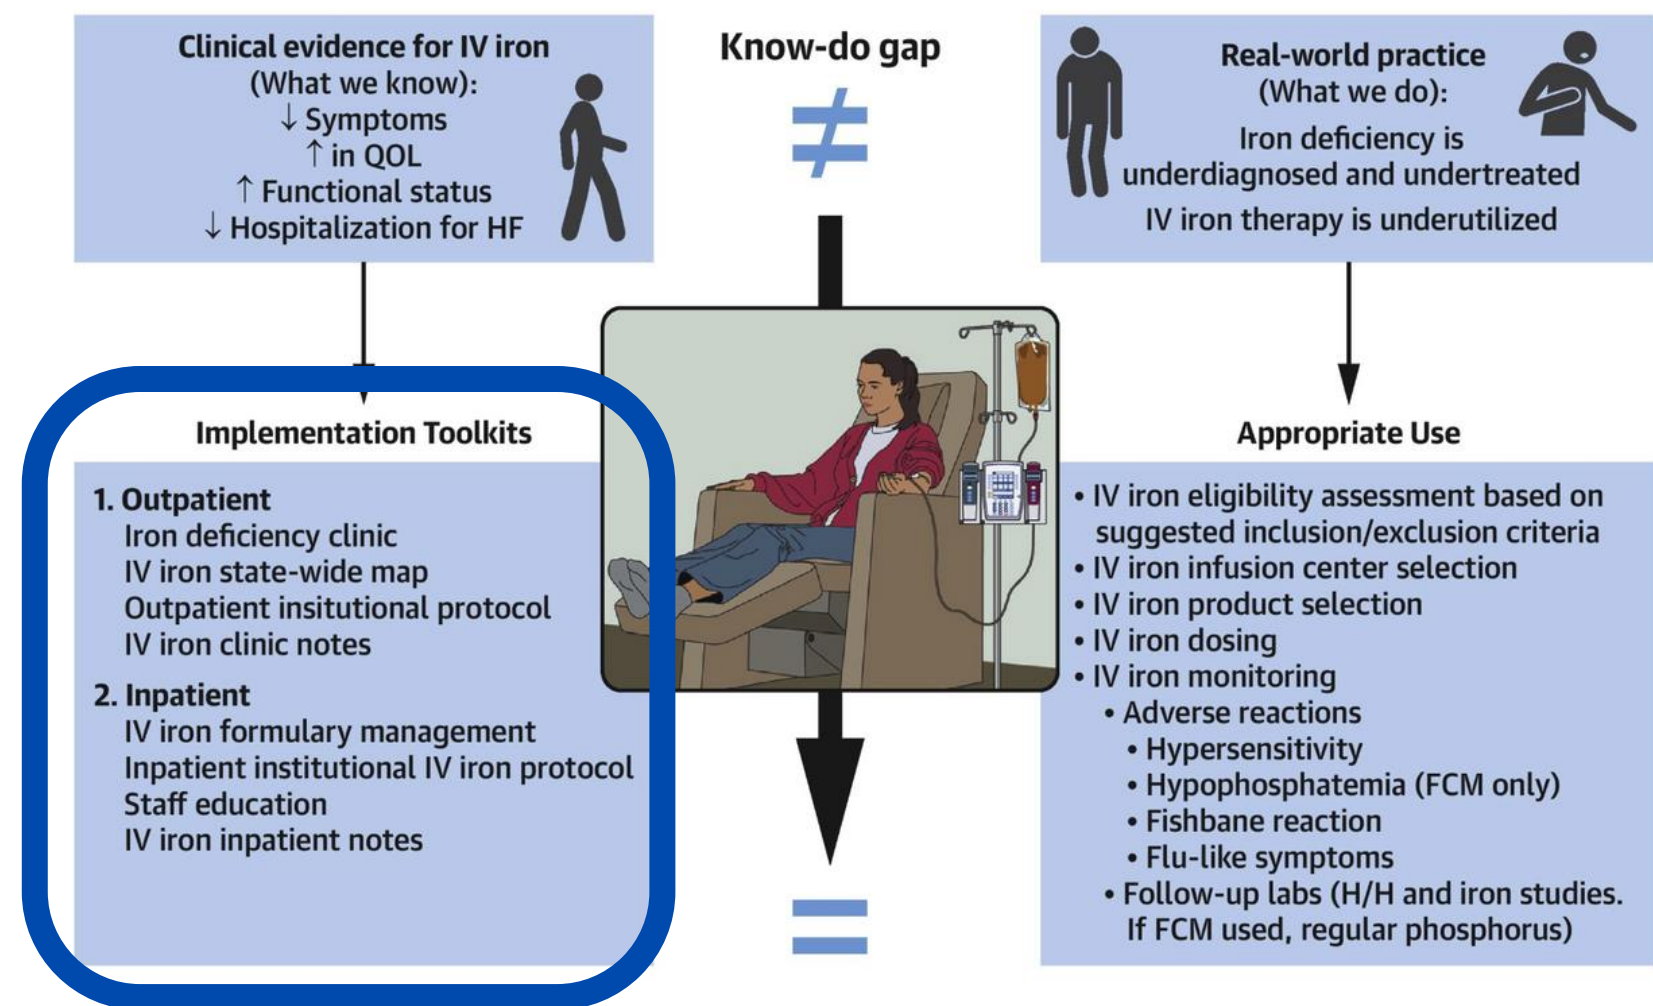 Clinical evidence for IV iron
(What we know):
↓ Symptoms
↑ in QOL
↑ Functional status
↓ Hospitalization for HF
Know-do gap
≠
Real-world practice
(What we do):
Iron deficiency is
underdiagnosed and undertreated
IV iron therapy is underutilized
Implementation Toolkits
1. Outpatient
Iron deficiency clinic
IV iron state-wide map
Outpatient insitutional protocol
IV iron clinic notes
2. Inpatient
IV iron formulary management
Inpatient institutional IV iron protocol
Staff education
IV iron inpatient notes
=
Appropriate Use
• IV iron eligibility assessment based on
suggested inclusion/exclusion criteria
• IV iron infusion center selection
• IV iron product selection
• IV iron dosing
• IV iron monitoring
• Adverse reactions
• Hypersensitivity
• Hypophosphatemia (FCM only)
• Fishbane reaction
• Flu-like symptoms
• Follow-up labs (H/H and iron studies.
If FCM used, regular phosphorus)